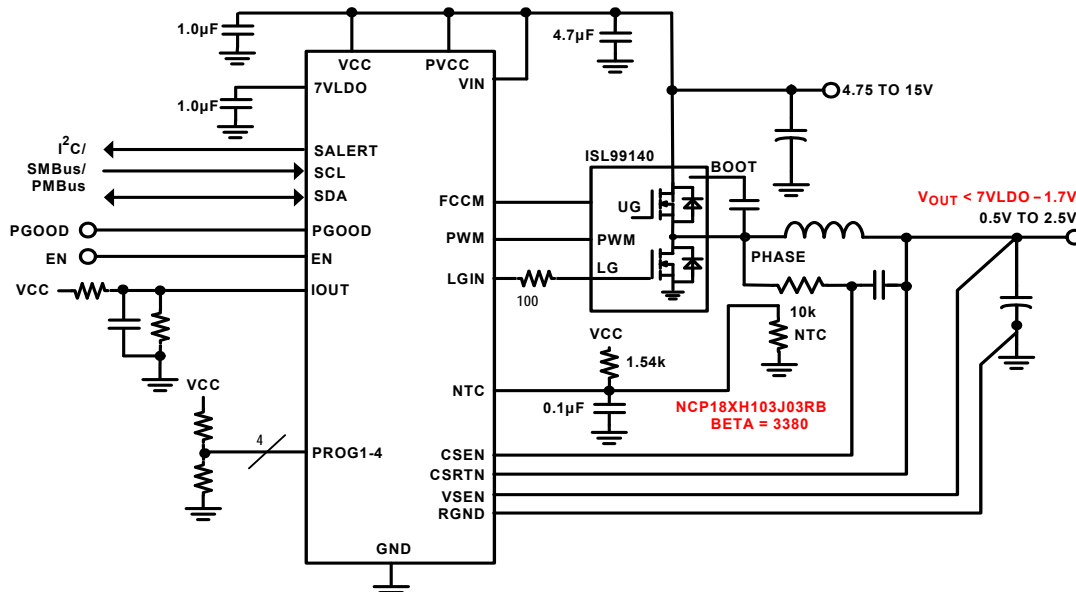 1.0µF
4.7µF
VCC
PVCC
VIN
7VLDO
1.0µF
4.75 TO 15V
I2C/
SMBus/
PMBus
SALERT
SCL
SDA
ISL99140
BOOT
FCCM
UG
VOUT < 7VLDO – 1.7V
0.5V TO 2.5V
PGOOD
PGOOD
PWM
PWM
EN
EN
PHASE
LGIN
LG
100
VCC
IOUT
10k
NTC
VCC
1.54k
VCC
NTC
0.1µF
NCP18XH103J03RB
BETA = 3380
4
PROG1-4
CSEN
CSRTN
VSEN
RGND
GND